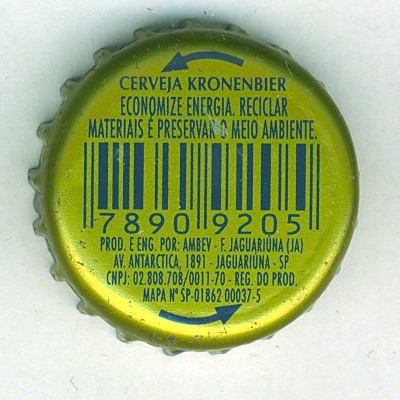 CERVEJA KRONENBIER
ECONOMIZE ENERGIA. RECICLAR
MATERIAIS É PRESERVAR O MEIO AMBIENTE.
7890 9205
PROD. E ENG. POR: AMBEV - F. JAGUARIÚNA (JA)
AV. ANTARCTICA, 1891 - JAGUARIUNA - SP
CNPJ: 02.808.708/0011-70 - REG. DO PROD.
MAPA Nº SP-01862 00037-5